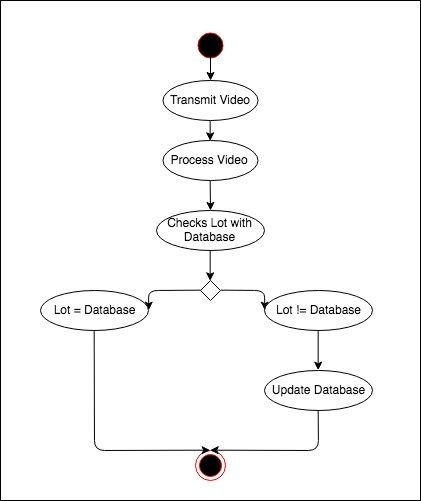 Transmit Video
Process Video
Checks Lot with
Database
Lot = Database
Lot != Database
Update Database